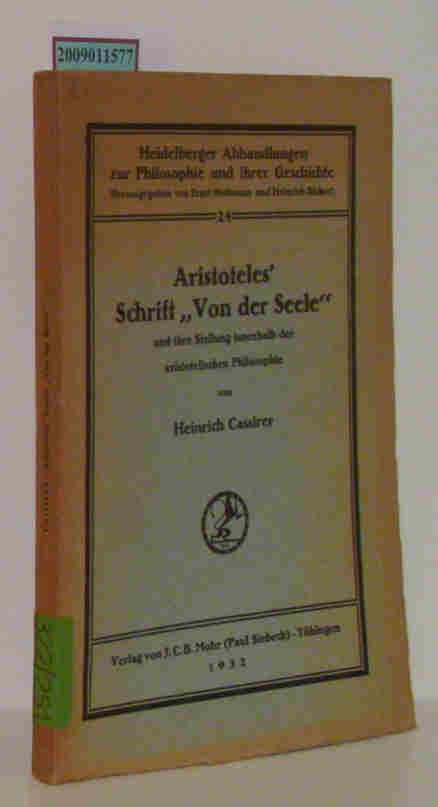 2009011577
Heidelberger Abhandlungen
zur Philosophie und ihrer Geschichte
Herausgegeben von Ernst Hoffmann und Heinrich Rickert
24
Aristoteles'
Schrift „Von der Seele“
und ihre Stellung innerhalb der
aristotelischen Philosophie
von
Heinrich Cassirer
Verlag von J. C. B. Mohr (Paul Siebeck) - Tübingen
1932